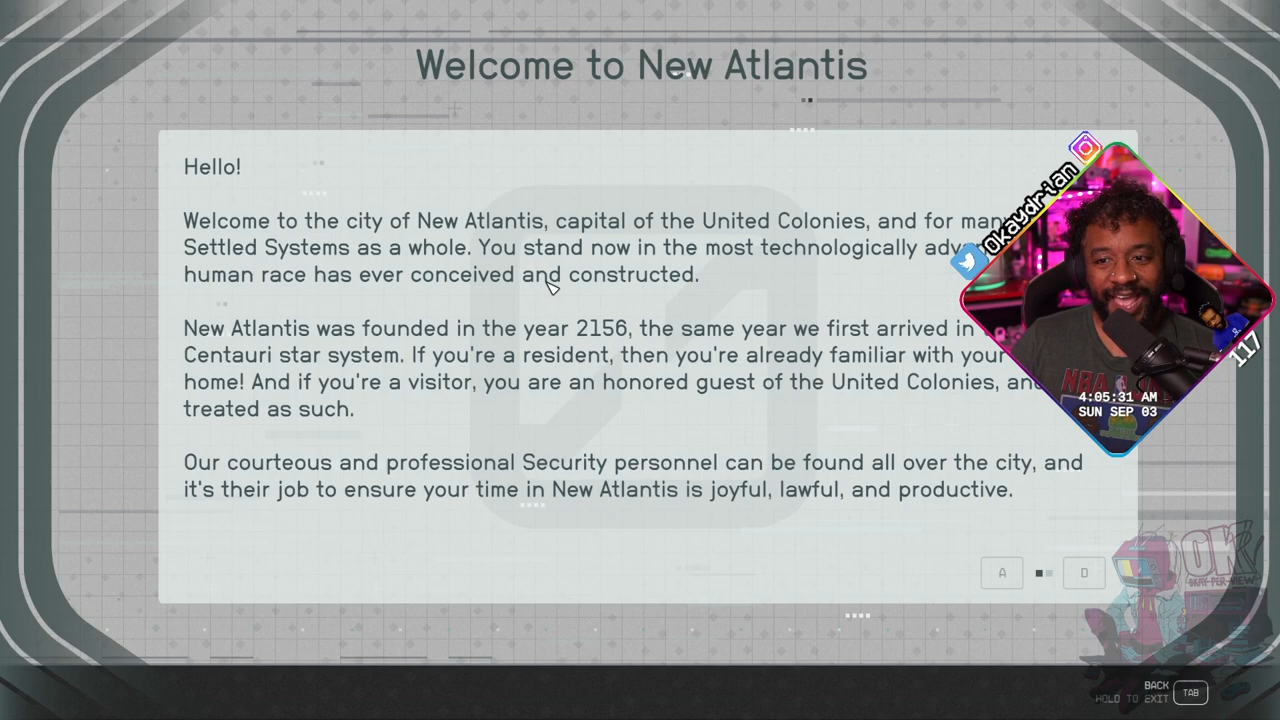 Welcome to New Atlantis
Hello!
Welcome to the city of New Atlantis, capital of the United Colonies, and for
Settled Systems as a whole. You stand now in the most technologically
human race has ever conceived and constructed.
New Atlantis was founded in the year 2156, the same year we first arrived in
Centauri star system. If you're a resident, then you're already familiar with your
home! And if you're a visitor, you are an honored guest of the United Colonies,
treated as such.
Our courteous and professional Security personnel can be found all over the city, and
it's their job to ensure your time in New Atlantis is joyful, lawful, and productive.
A
D
Okaydrian
117
NBA
4:05:31 AM
SUN SEP 03
OK
OKAY-PER-VIEW
BACK
HOLD TO EXIT
TAB